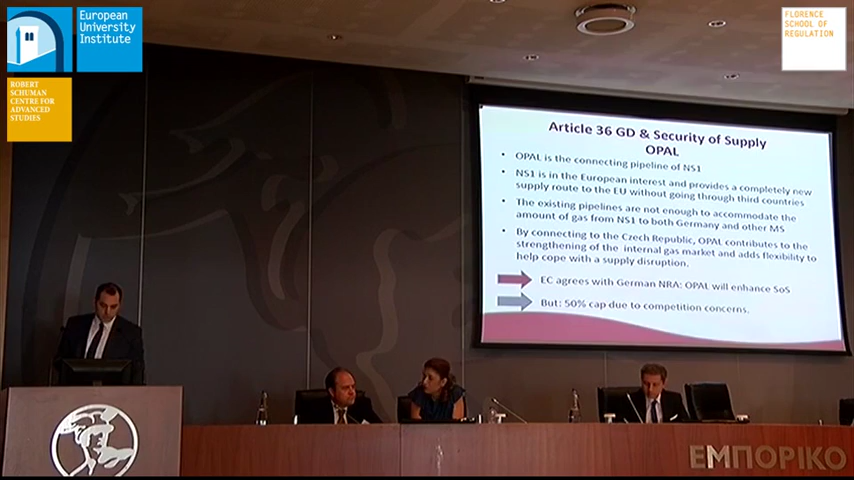 European
University
Institute
FLORENCE
SCHOOL OF
REGULATION
ROBERT
SCHUMAN
CENTRE FOR
ADVANCED
STUDIES
Article 36 GD & Security of Supply
OPAL
• OPAL is the connecting pipeline of NS1
• NS1 is in the European interest and provides a completely new
supply route to the EU without going through third countries
• The existing pipelines are not enough to accommodate the
amount of gas from NS1 to both Germany and other MS
• By connecting to the Czech Republic, OPAL contributes to the
strengthening of the internal gas market and adds flexibility to
help cope with a supply disruption.
EC agrees with German NRA: OPAL will enhance SoS
But: 50% cap due to competition concerns.
ΕΜΠΟΡΙΚΟ